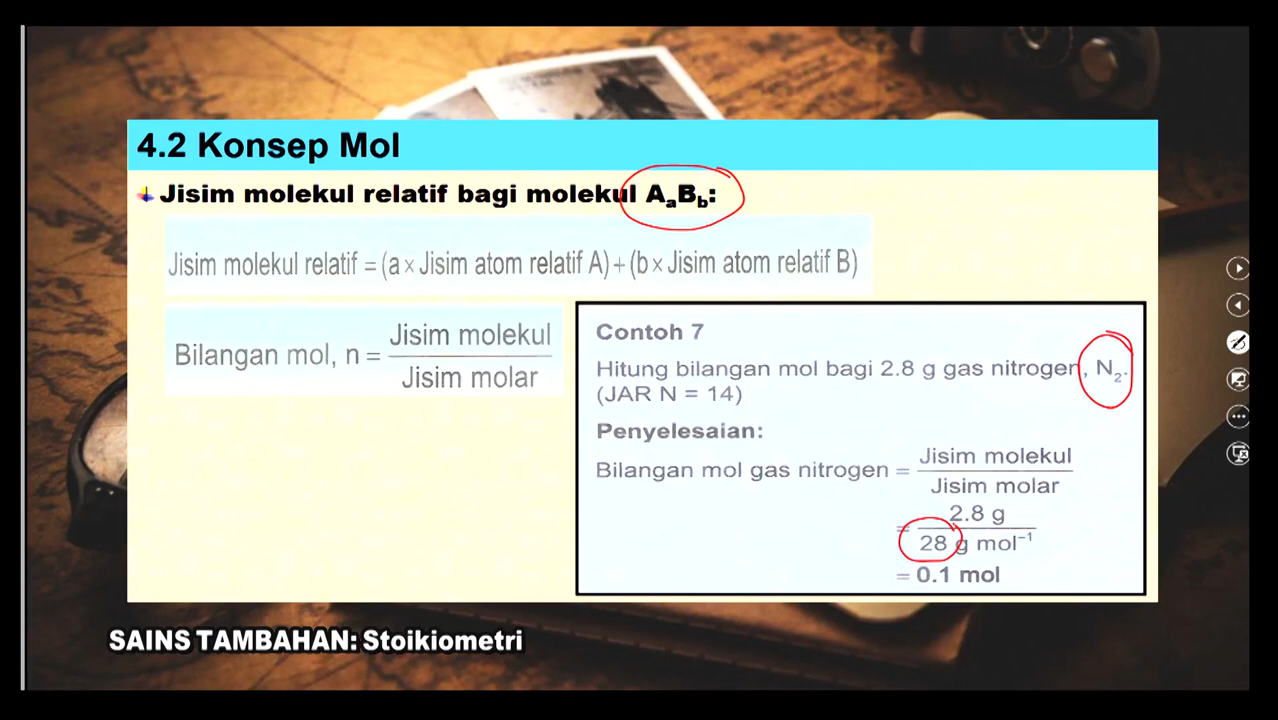 4.2 Konsep Mol
Jisim molekul relatif bagi molekul AₐBb:
Jisim molekul relatif = (a × Jisim atom relatif A) + (b × Jisim atom relatif B)
Bilangan mol, n = Jisim molekul / Jisim molar
Contoh 7
Hitung bilangan mol bagi 2.8 g gas nitrogen, N₂.
(JAR N = 14)
Penyelesaian:
Bilangan mol gas nitrogen = Jisim molekul / Jisim molar
= 2.8 g / 28 g mol⁻¹
= 0.1 mol
SAINS TAMBAHAN: Stoikiometri